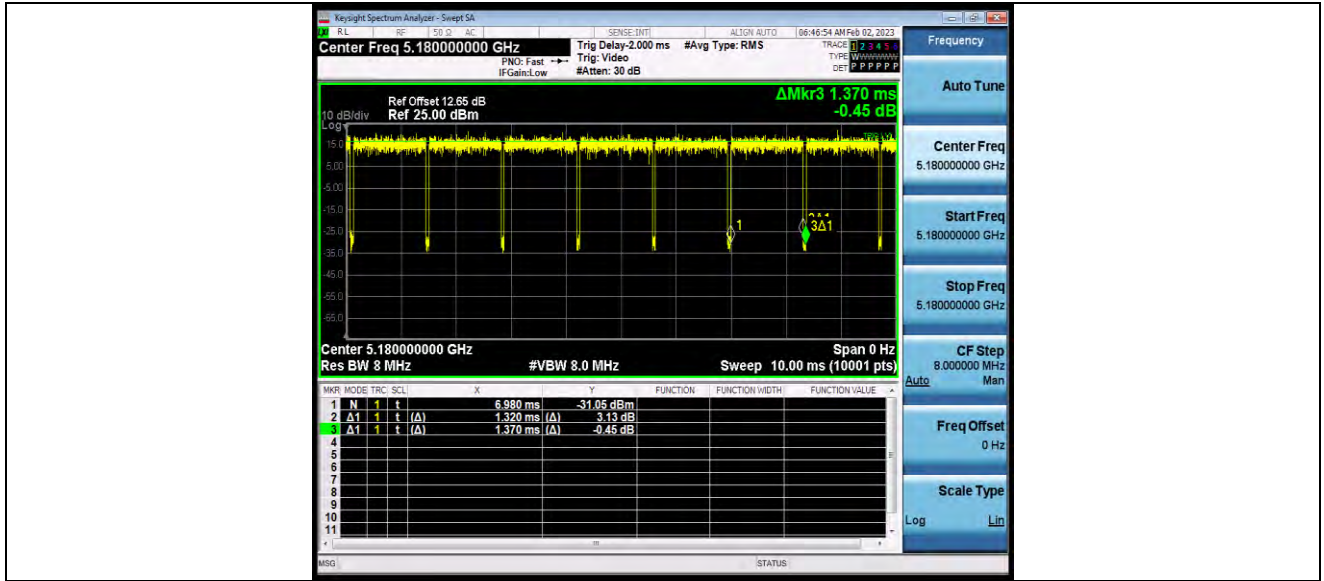 Keysight Spectrum Analyzer - Swept SA
RL RF 50 Ω AC SENSE:INT ALIGN AUTO 06:46:54 AM Feb 02, 2023
Center Freq 5.180000000 GHz
PNO: Fast
IFGain:Low
Trig Delay-2.000 ms
Trig: Video
#Atten: 30 dB
#Avg Type: RMS
TRACE 1 2 3 4 5 6
TYPE WWWWWW
DET P P P P P P
ΔMkr3 1.370 ms
-0.45 dB
Ref Offset 12.65 dB
10 dB/div Ref 25.00 dBm
Log
15.0
5.00
-5.00
-15.0
-25.0
-35.0
-45.0
-55.0
-65.0
1
3Δ1
Center 5.180000000 GHz Span 0 Hz
Res BW 8 MHz #VBW 8.0 MHz Sweep 10.00 ms (10001 pts)
MKR MODE TRC SCL X Y FUNCTION FUNCTION WIDTH FUNCTION VALUE
1 N 1 t 6.980 ms -31.05 dBm
2 Δ1 1 t (Δ) 1.320 ms (Δ) 3.13 dB
3 Δ1 1 t (Δ) 1.370 ms (Δ) -0.45 dB
4
5
6
7
8
9
10
11
MSG STATUS
Frequency
Auto Tune
Center Freq
5.180000000 GHz
Start Freq
5.180000000 GHz
Stop Freq
5.180000000 GHz
CF Step
8.000000 MHz
Auto Man
Freq Offset
0 Hz
Scale Type
Log Lin